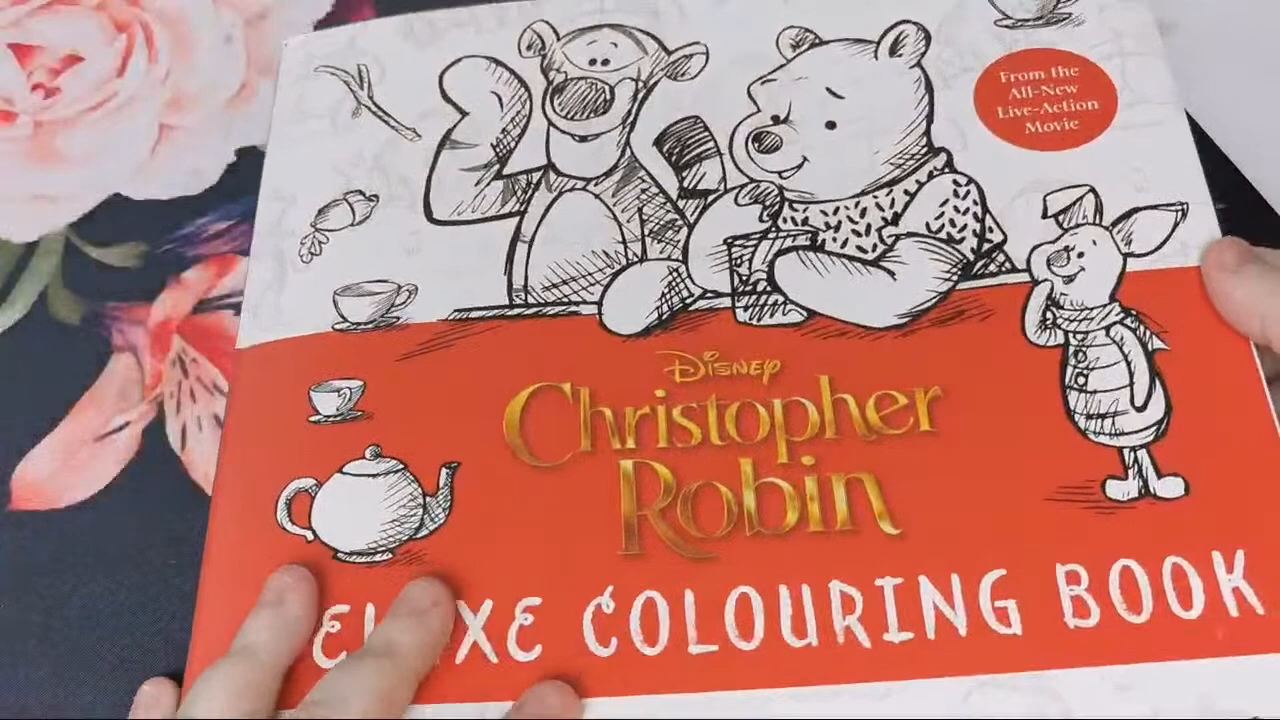 From the
All-New
Live-Action
Movie
Disney
Christopher
Robin
COLOURING BOOK